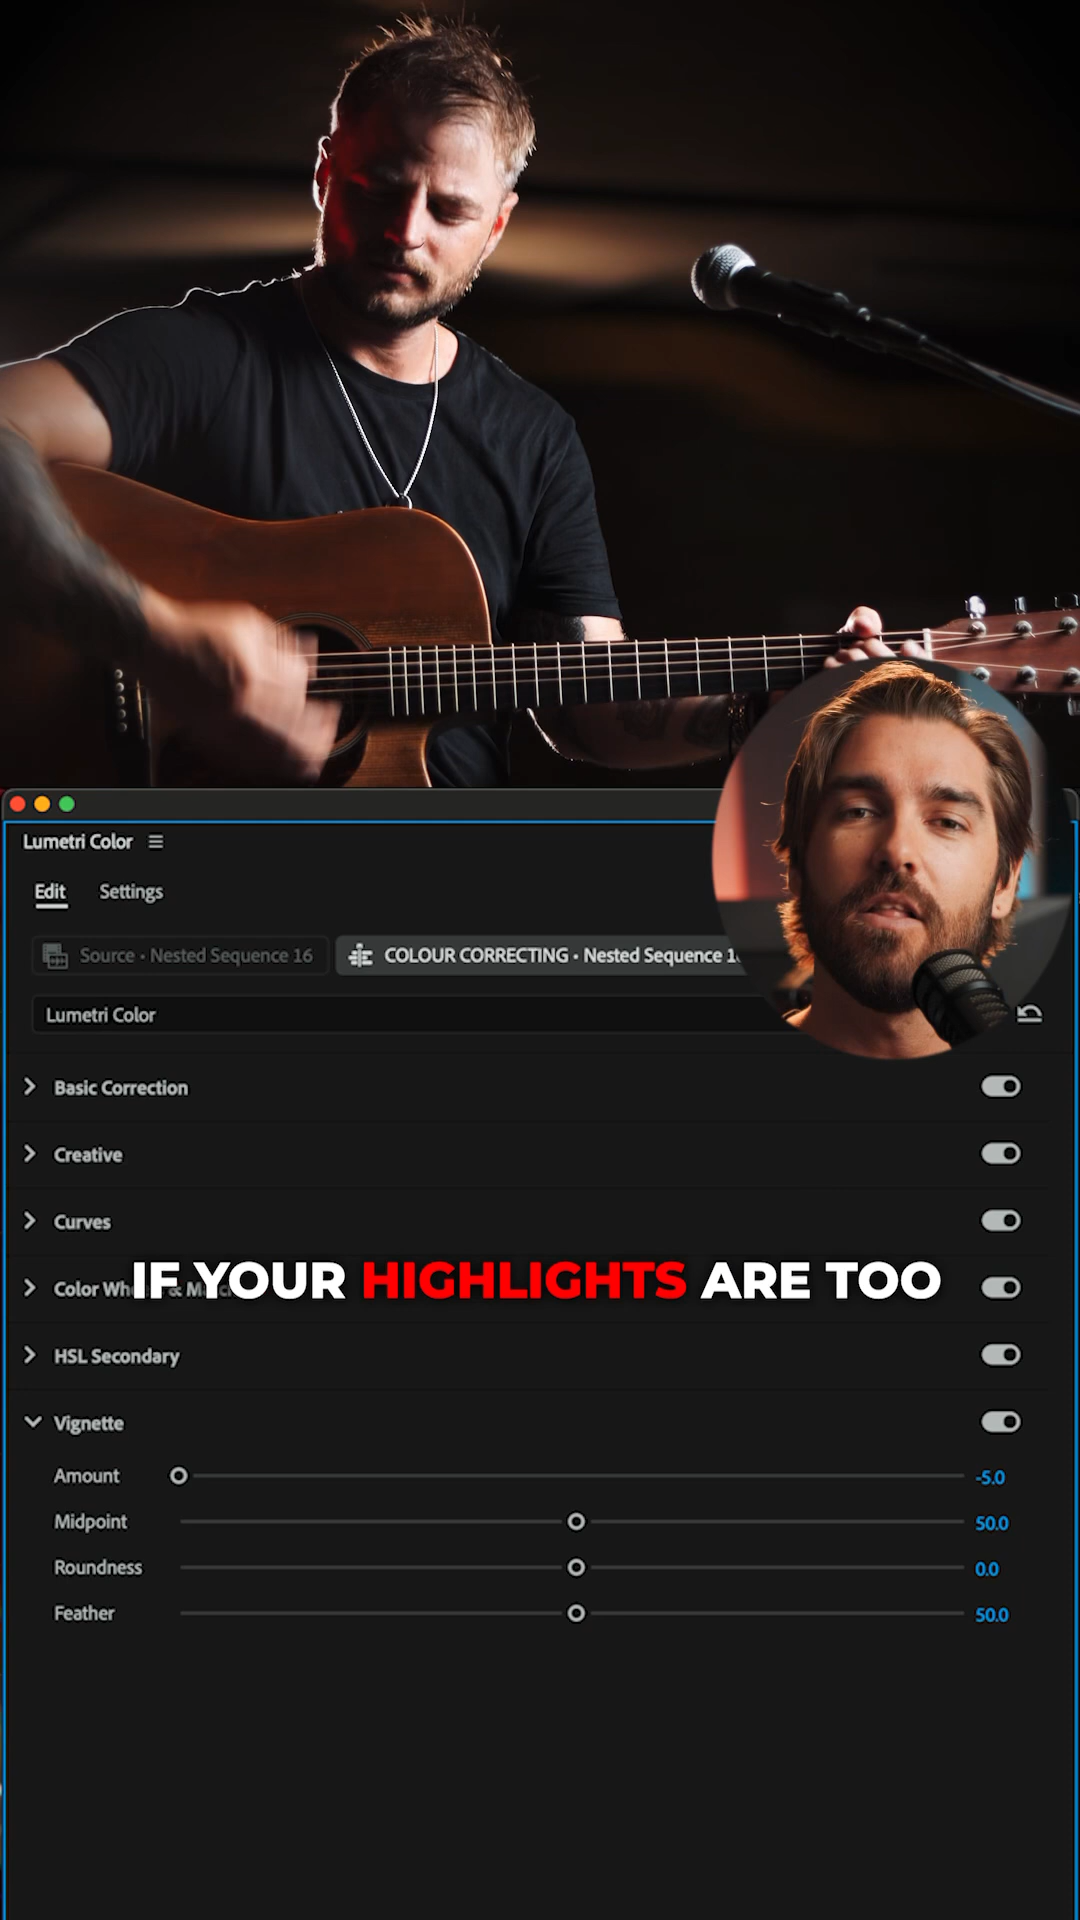 Lumetri Color
Edit Settings
Source • Nested Sequence 16
COLOUR CORRECTING • Nested Sequence
Lumetri Color
Basic Correction
Creative
Curves
IF YOUR HIGHLIGHTS ARE TOO
Color
HSL Secondary
Vignette
Amount -5.0
Midpoint 50.0
Roundness 0.0
Feather 50.0